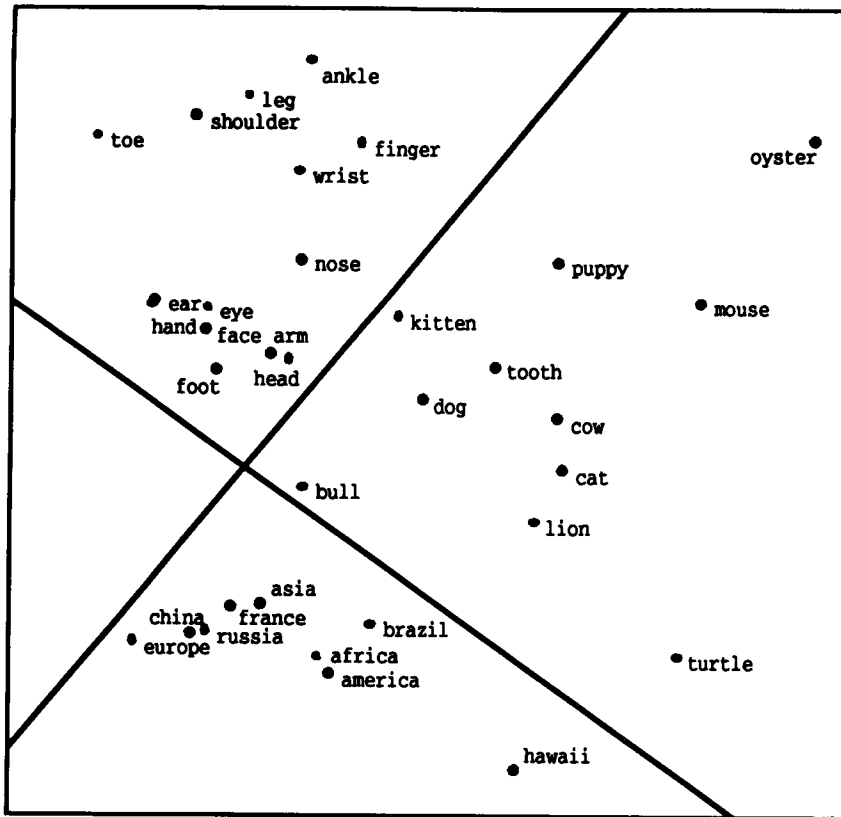 ankle
leg
shoulder
toe
finger
oyster
wrist
nose
puppy
ear
eye
mouse
kitten
hand
face
arm
head
foot
tooth
dog
cow
cat
bull
lion
asia
china
france
russia
brazil
europe
africa
america
turtle
hawaii